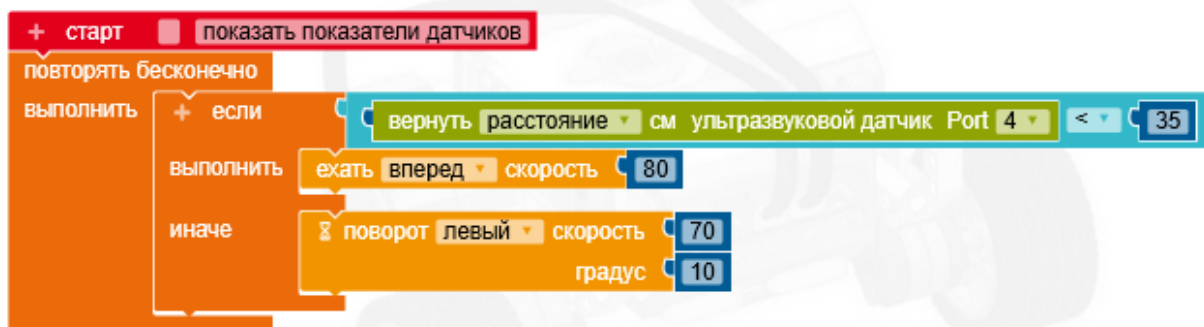 + старт показать показатели датчиков
повторять бесконечно
выполнить + если вернуть расстояние см ультразвуковой датчик Port 4 < 35
выполнить ехать вперед скорость 80
иначе поворот левый скорость 70
градус 10